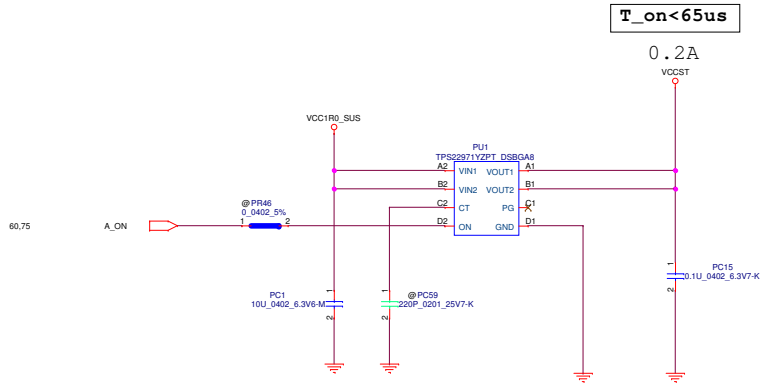 T_on<65us
0.2A
VCCST
VCC1R0_SUS
PU1
TPS22971YZPT_DSBGA8
A2 VIN1 VOUT1 A1
B2 VIN2 VOUT2 B1
C2 CT PG C1
D2 ON GND D1
@PR46
0_0402_5%
60,75 A_ON 1 2
1
PC1
10U_0402_6.3V6-M
2
1
@PC59
220P_0201_25V7-K
2
1
PC15
0.1U_0402_6.3V7-K
2